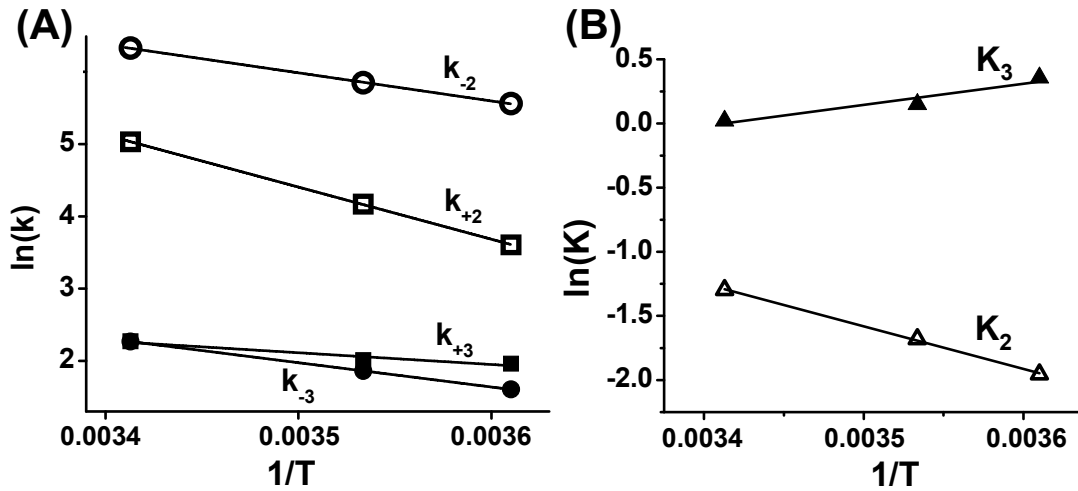 (A)
ln(k)
5
4
3
2
k₋₂
k₊₂
k₊₃
k₋₃
0.0034 0.0035 0.0036
1/T
(B)
ln(K)
0.5
0.0
-0.5
-1.0
-1.5
-2.0
K₃
K₂
0.0034 0.0035 0.0036
1/T